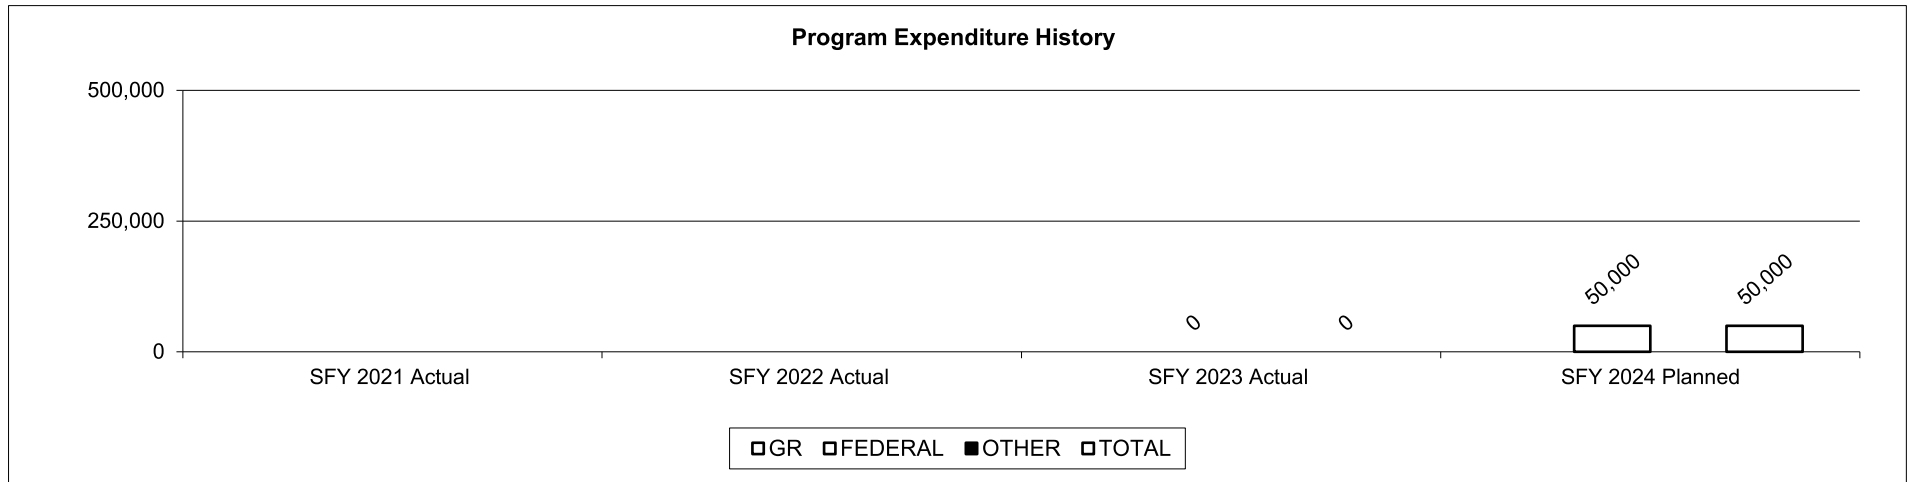 Program Expenditure History
500,000
250,000
0
0
0
50,000
50,000
SFY 2021 Actual
SFY 2022 Actual
SFY 2023 Actual
SFY 2024 Planned
GR
FEDERAL
OTHER
TOTAL